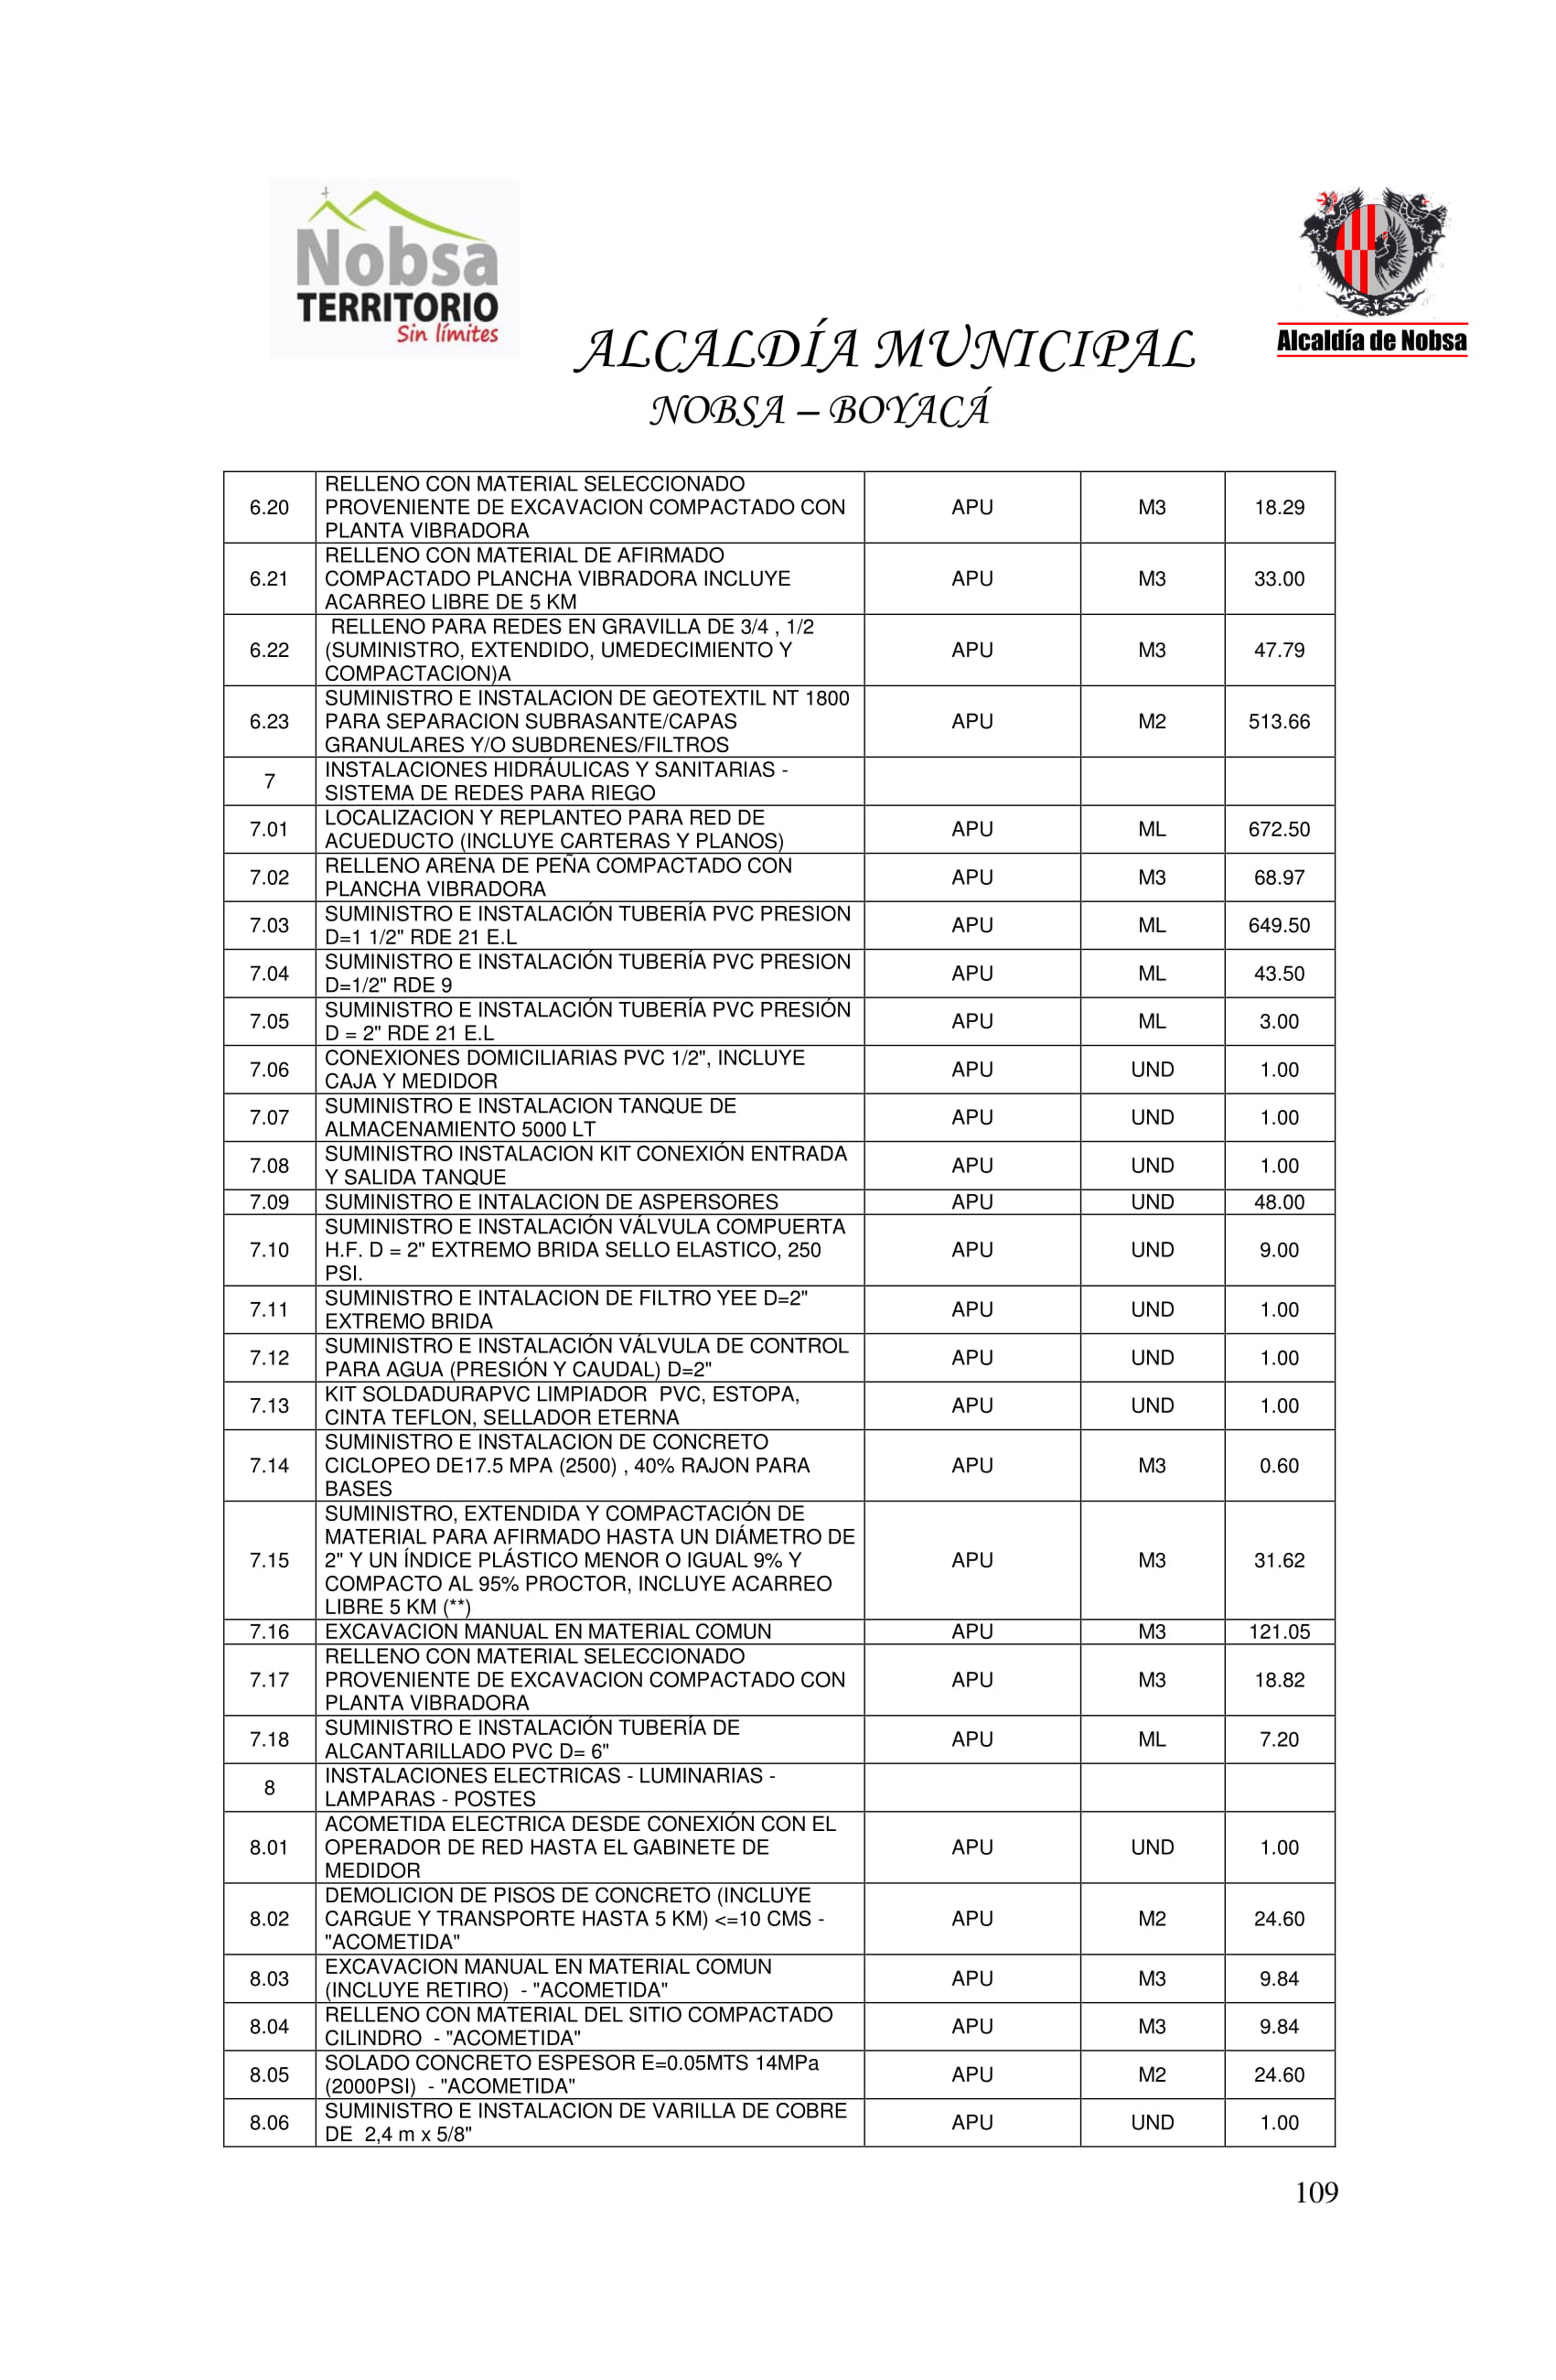 Nobsa
TERRITORIO
Sin límites
Alcaldía de Nobsa
ALCALDÍA MUNICIPAL
NOBSA – BOYACÁ
6.20 RELLENO CON MATERIAL SELECCIONADO
PROVENIENTE DE EXCAVACION COMPACTADO CON
PLANTA VIBRADORA APU M3 18.29
6.21 RELLENO CON MATERIAL DE AFIRMADO
COMPACTADO PLANCHA VIBRADORA INCLUYE
ACARREO LIBRE DE 5 KM APU M3 33.00
6.22 RELLENO PARA REDES EN GRAVILLA DE 3/4 , 1/2
(SUMINISTRO, EXTENDIDO, UMEDECIMIENTO Y
COMPACTACION)A APU M3 47.79
6.23 SUMINISTRO E INSTALACION DE GEOTEXTIL NT 1800
PARA SEPARACION SUBRASANTE/CAPAS
GRANULARES Y/O SUBDRENES/FILTROS APU M2 513.66
7 INSTALACIONES HIDRÁULICAS Y SANITARIAS -
SISTEMA DE REDES PARA RIEGO
7.01 LOCALIZACION Y REPLANTEO PARA RED DE
ACUEDUCTO (INCLUYE CARTERAS Y PLANOS) APU ML 672.50
7.02 RELLENO ARENA DE PEÑA COMPACTADO CON
PLANCHA VIBRADORA APU M3 68.97
7.03 SUMINISTRO E INSTALACIÓN TUBERÍA PVC PRESION
D=1 1/2" RDE 21 E.L APU ML 649.50
7.04 SUMINISTRO E INSTALACIÓN TUBERÍA PVC PRESION
D=1/2" RDE 9 APU ML 43.50
7.05 SUMINISTRO E INSTALACIÓN TUBERÍA PVC PRESIÓN
D = 2" RDE 21 E.L APU ML 3.00
7.06 CONEXIONES DOMICILIARIAS PVC 1/2", INCLUYE
CAJA Y MEDIDOR APU UND 1.00
7.07 SUMINISTRO E INSTALACION TANQUE DE
ALMACENAMIENTO 5000 LT APU UND 1.00
7.08 SUMINISTRO INSTALACION KIT CONEXIÓN ENTRADA
Y SALIDA TANQUE APU UND 1.00
7.09 SUMINISTRO E INTALACION DE ASPERSORES APU UND 48.00
7.10 SUMINISTRO E INSTALACIÓN VÁLVULA COMPUERTA
H.F. D = 2" EXTREMO BRIDA SELLO ELASTICO, 250
PSI. APU UND 9.00
7.11 SUMINISTRO E INTALACION DE FILTRO YEE D=2"
EXTREMO BRIDA APU UND 1.00
7.12 SUMINISTRO E INSTALACIÓN VÁLVULA DE CONTROL
PARA AGUA (PRESIÓN Y CAUDAL) D=2" APU UND 1.00
7.13 KIT SOLDADURAPVC LIMPIADOR  PVC, ESTOPA,
CINTA TEFLON, SELLADOR ETERNA APU UND 1.00
7.14 SUMINISTRO E INSTALACION DE CONCRETO
CICLOPEO DE17.5 MPA (2500) , 40% RAJON PARA
BASES APU M3 0.60
7.15 SUMINISTRO, EXTENDIDA Y COMPACTACIÓN DE
MATERIAL PARA AFIRMADO HASTA UN DIÁMETRO DE
2" Y UN ÍNDICE PLÁSTICO MENOR O IGUAL 9% Y
COMPACTO AL 95% PROCTOR, INCLUYE ACARREO
LIBRE 5 KM (**) APU M3 31.62
7.16 EXCAVACION MANUAL EN MATERIAL COMUN APU M3 121.05
7.17 RELLENO CON MATERIAL SELECCIONADO
PROVENIENTE DE EXCAVACION COMPACTADO CON
PLANTA VIBRADORA APU M3 18.82
7.18 SUMINISTRO E INSTALACIÓN TUBERÍA DE
ALCANTARILLADO PVC D= 6" APU ML 7.20
8 INSTALACIONES ELECTRICAS - LUMINARIAS -
LAMPARAS - POSTES
8.01 ACOMETIDA ELECTRICA DESDE CONEXIÓN CON EL
OPERADOR DE RED HASTA EL GABINETE DE
MEDIDOR APU UND 1.00
8.02 DEMOLICION DE PISOS DE CONCRETO (INCLUYE
CARGUE Y TRANSPORTE HASTA 5 KM) <=10 CMS -
"ACOMETIDA" APU M2 24.60
8.03 EXCAVACION MANUAL EN MATERIAL COMUN
(INCLUYE RETIRO)  - "ACOMETIDA" APU M3 9.84
8.04 RELLENO CON MATERIAL DEL SITIO COMPACTADO
CILINDRO  - "ACOMETIDA" APU M3 9.84
8.05 SOLADO CONCRETO ESPESOR E=0.05MTS 14MPa
(2000PSI)  - "ACOMETIDA" APU M2 24.60
8.06 SUMINISTRO E INSTALACION DE VARILLA DE COBRE
DE  2,4 m x 5/8" APU UND 1.00
109